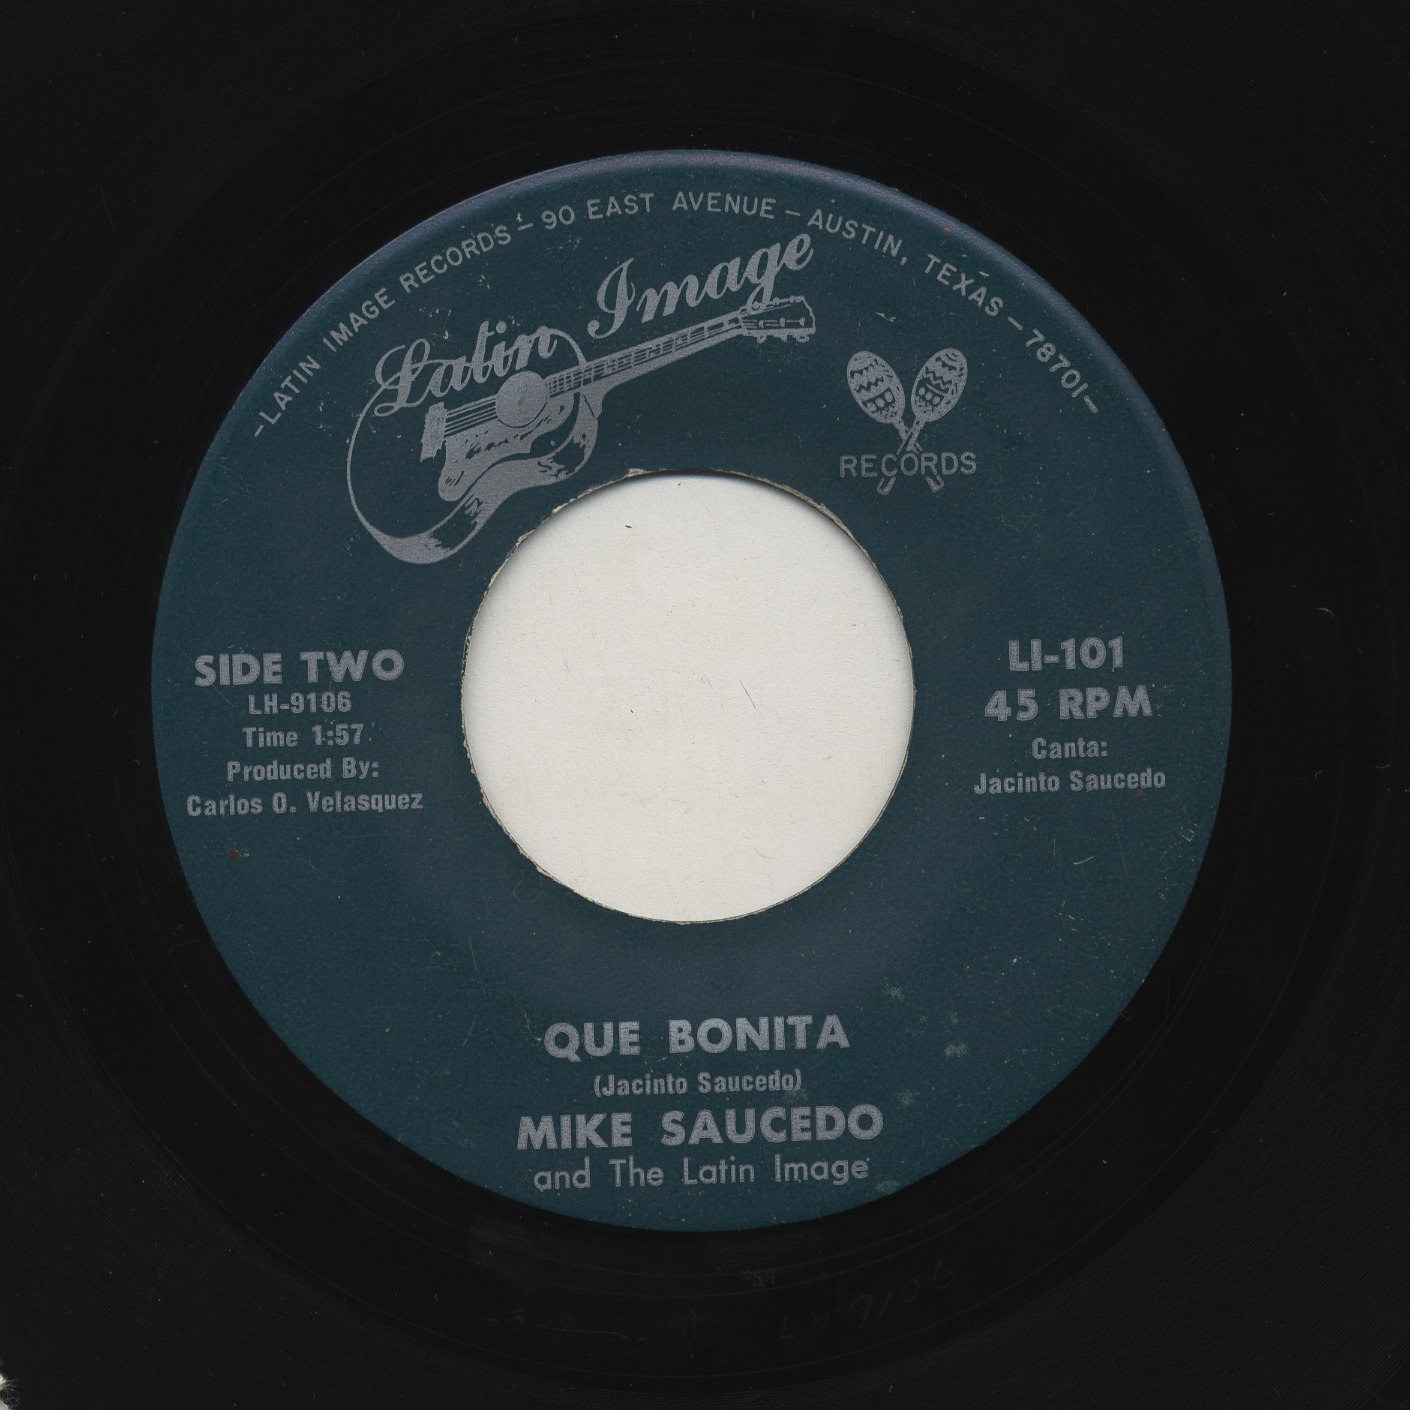 -LATIN IMAGE RECORDS - 90 EAST AVENUE - AUSTIN, TEXAS - 78701-
Latin Image
RECORDS
SIDE TWO
LH-9106
Time 1:57
Produced By:
Carlos O. Velasquez
LI-101
45 RPM
Canta:
Jacinto Saucedo
QUE BONITA
(Jacinto Saucedo)
MIKE SAUCEDO
and The Latin Image
LH 9106